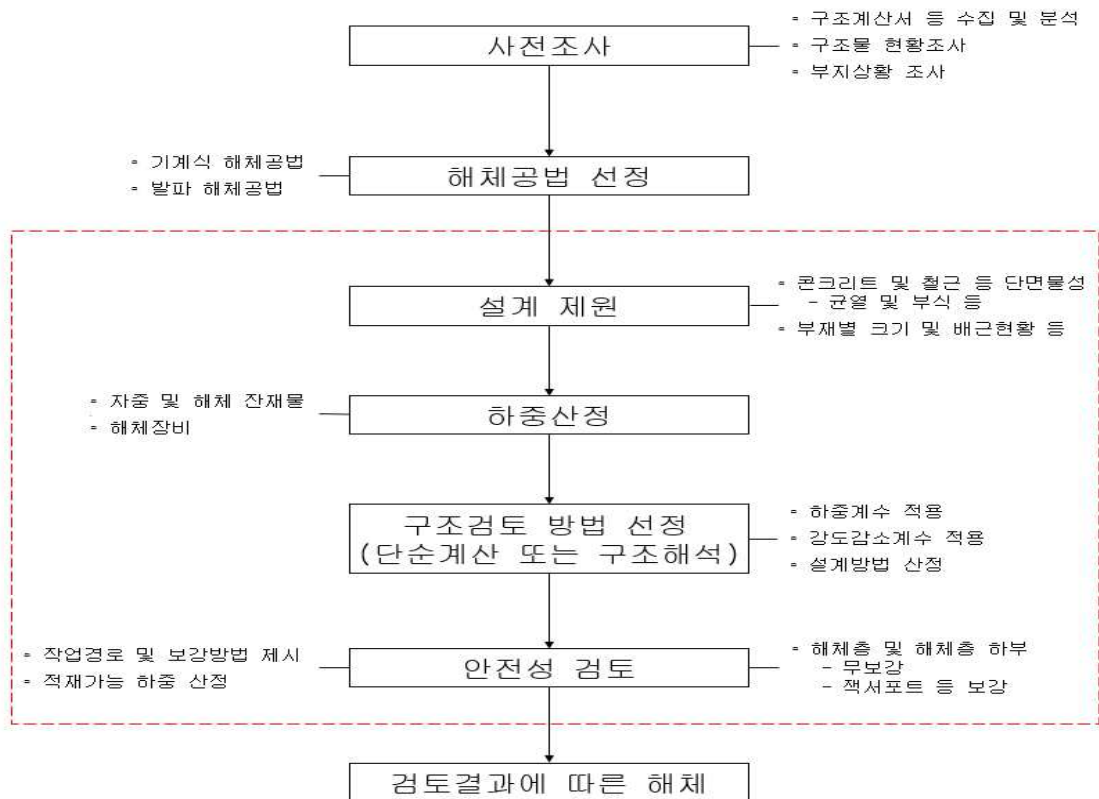 사전조사
▫ 구조계산서 등 수집 및 분석
▫ 구조물 현황조사
▫ 부지상황 조사
▫ 기계식 해체공법
▫ 발파 해체공법
해체공법 선정
설계 제원
▫ 콘크리트 및 철근 등 단면물성
- 균열 및 부식 등
▫ 부재별 크기 및 배근현황 등
▫ 자중 및 해체 잔재물
▫ 해체장비
하중산정
구조검토 방법 선정
(단순계산 또는 구조해석)
▫ 하중계수 적용
▫ 강도감소계수 적용
▫ 설계방법 산정
▫ 작업경로 및 보강방법 제시
▫ 적재가능 하중 산정
안전성 검토
▫ 해체층 및 해체층 하부
- 무보강
- 잭서포트 등 보강
검토결과에 따른 해체